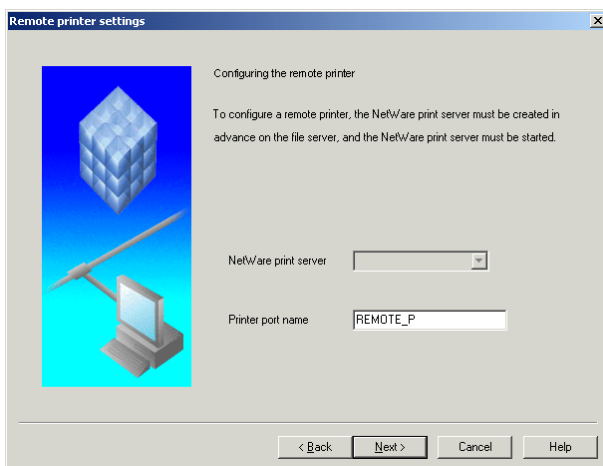 Remote printer settings
Configuring the remote printer
To configure a remote printer, the NetWare print server must be created in
advance on the file server, and the NetWare print server must be started.
NetWare print server
Printer port name REMOTE_P
< Back Next > Cancel Help